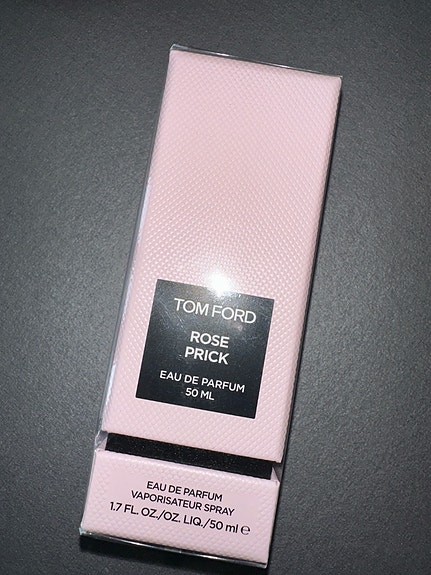 TOM FORD
ROSE
PRICK
EAU DE PARFUM
50 ML
EAU DE PARFUM
VAPORISATEUR SPRAY
1.7 FL. OZ./OZ. LIQ./50 ml ℮